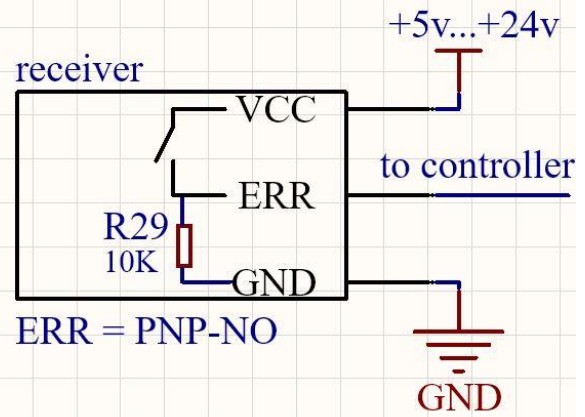 +5v...+24v
receiver
VCC
to controller
ERR
R29
10K
GND
ERR = PNP-NO
GND